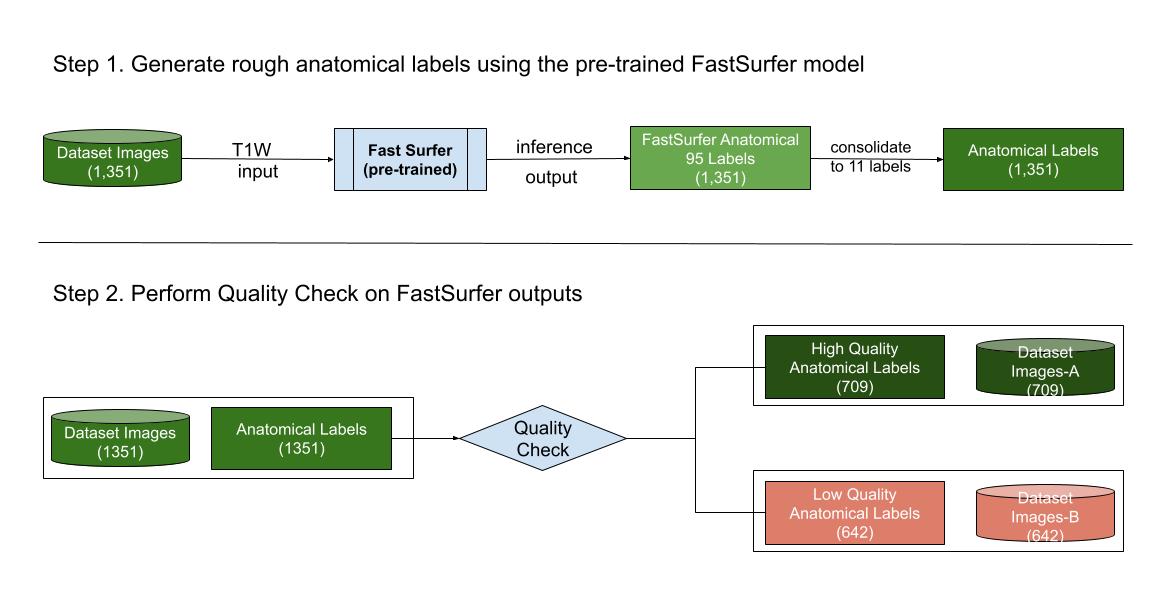 Step 1. Generate rough anatomical labels using the pre-trained FastSurfer model
Dataset Images
(1,351)
T1W
input
Fast Surfer
(pre-trained)
inference
output
FastSurfer Anatomical
95 Labels
(1,351)
consolidate
to 11 labels
Anatomical Labels
(1,351)
Step 2. Perform Quality Check on FastSurfer outputs
Dataset Images
(1351)
Anatomical Labels
(1351)
Quality
Check
High Quality
Anatomical Labels
(709)
Dataset
Images-A
(709)
Low Quality
Anatomical Labels
(642)
Dataset
Images-B
(642)